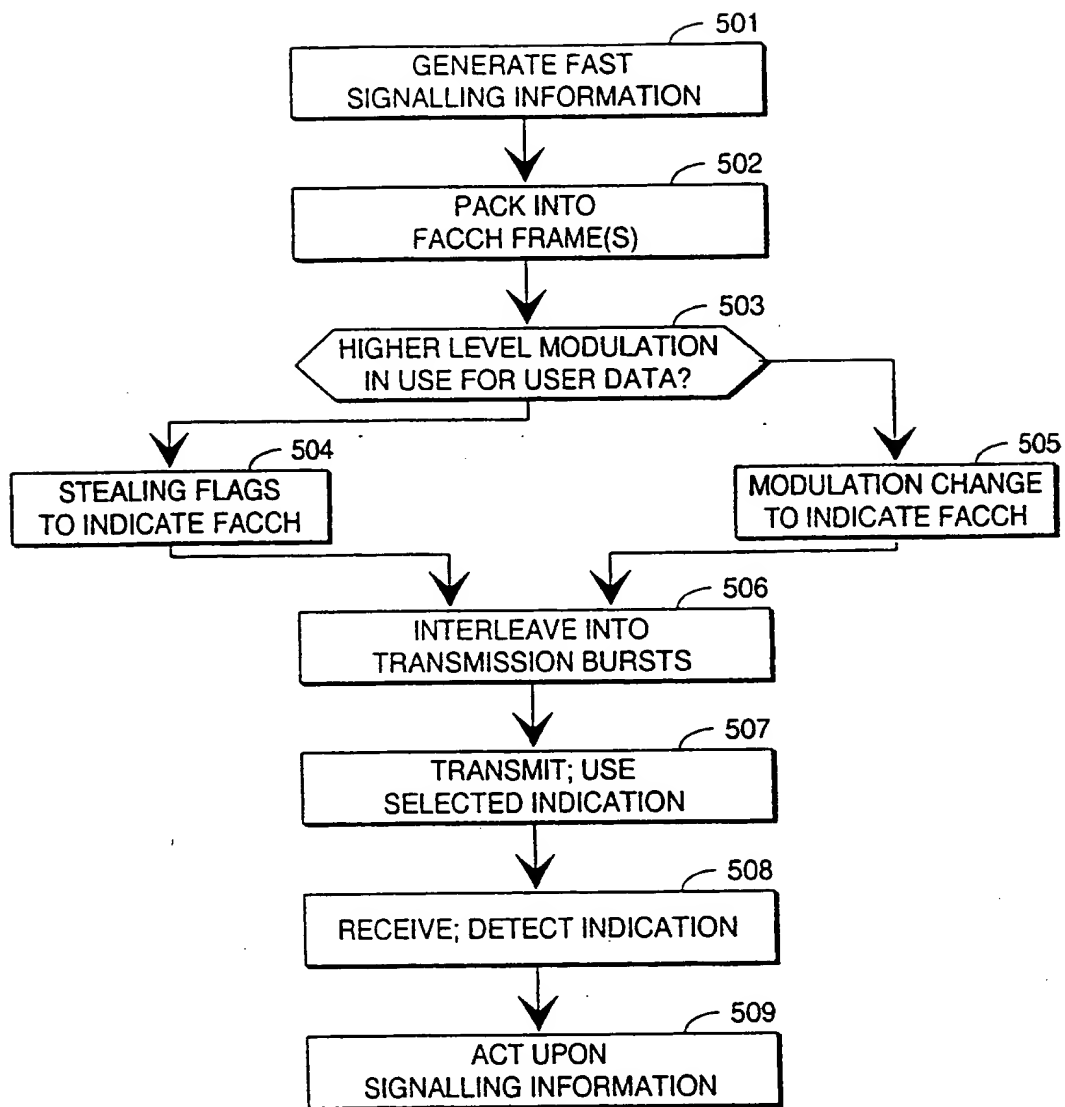 501
GENERATE FAST
SIGNALLING INFORMATION
502
PACK INTO
FACCH FRAME(S)
503
HIGHER LEVEL MODULATION
IN USE FOR USER DATA?
504
STEALING FLAGS
TO INDICATE FACCH
505
MODULATION CHANGE
TO INDICATE FACCH
506
INTERLEAVE INTO
TRANSMISSION BURSTS
507
TRANSMIT; USE
SELECTED INDICATION
508
RECEIVE; DETECT INDICATION
509
ACT UPON
SIGNALLING INFORMATION